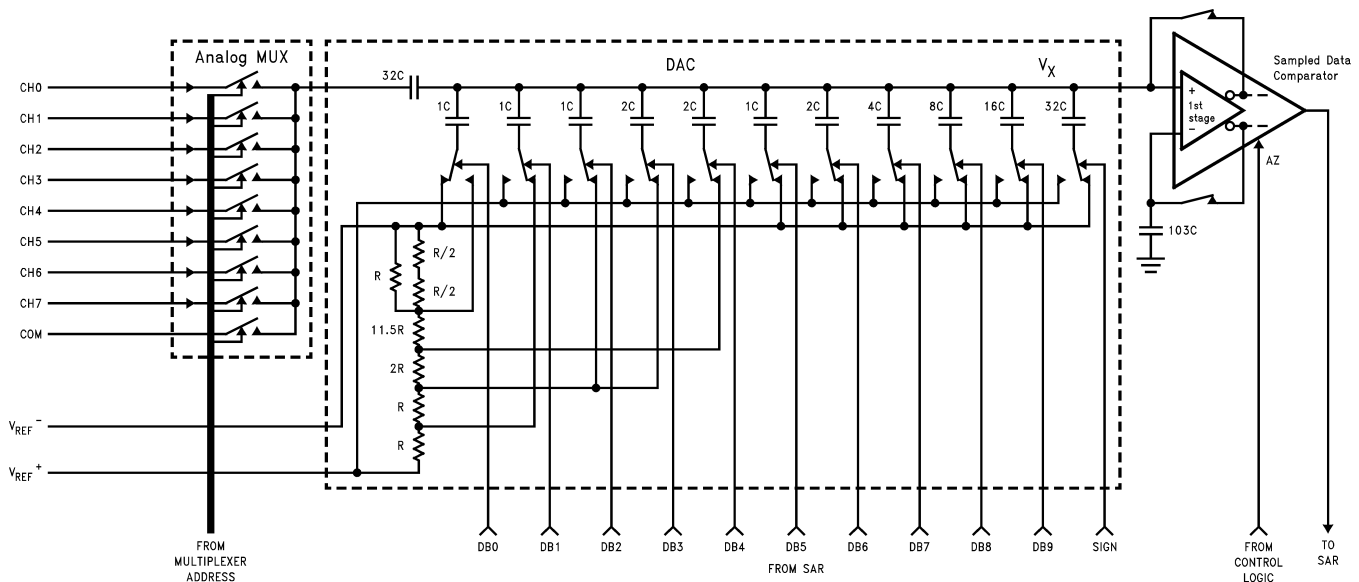 Analog MUX
DAC
V_X
Sampled Data
Comparator
CH0
CH1
CH2
CH3
CH4
CH5
CH6
CH7
COM
V_REF^-
V_REF^+
32C
1C
1C
1C
2C
2C
1C
2C
4C
8C
16C
32C
+
1st
stage
-
AZ
103C
R
R/2
R/2
11.5R
2R
R
R
FROM
MULTIPLEXER
ADDRESS
DB0
DB1
DB2
DB3
DB4
DB5
DB6
DB7
DB8
DB9
SIGN
FROM SAR
FROM
CONTROL
LOGIC
TO
SAR